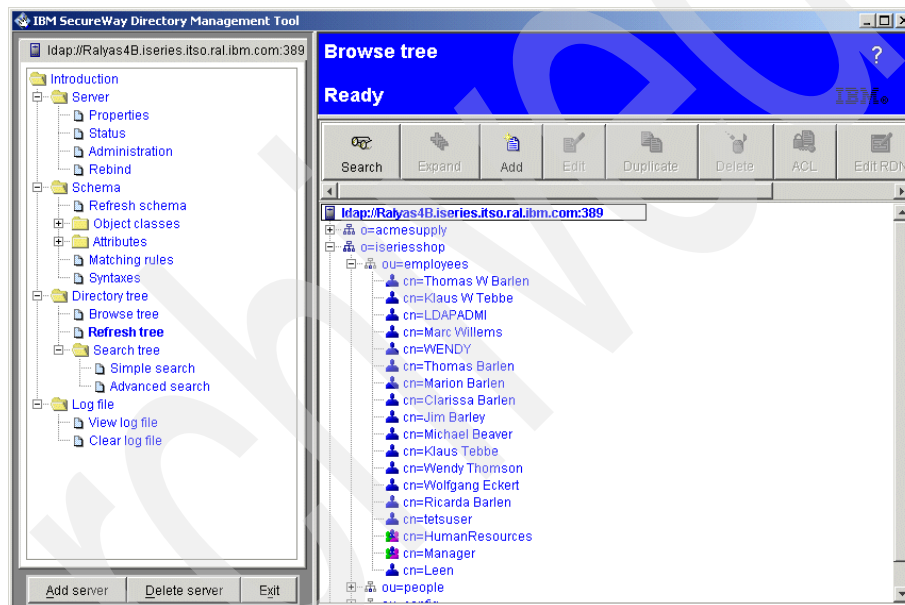 IBM SecureWay Directory Management Tool
ldap://Ralyas4B.iseries.itso.ral.ibm.com:389
Introduction
Server
Properties
Status
Administration
Rebind
Schema
Refresh schema
Object classes
Attributes
Matching rules
Syntaxes
Directory tree
Browse tree
Refresh tree
Search tree
Simple search
Advanced search
Log file
View log file
Clear log file
Add server Delete server Exit
Browse tree ?
Ready IBM
Search Expand Add Edit Duplicate Delete ACL Edit RDN
ldap://Ralyas4B.iseries.itso.ral.ibm.com:389
o=acmesupply
o=iseriesshop
ou=employees
cn=Thomas W Barlen
cn=Klaus W Tebbe
cn=LDAPADMI
cn=Marc Willems
cn=WENDY
cn=Thomas Barlen
cn=Marion Barlen
cn=Clarissa Barlen
cn=Jim Barley
cn=Michael Beaver
cn=Klaus Tebbe
cn=Wendy Thomson
cn=Wolfgang Eckert
cn=Ricarda Barlen
cn=tetsuser
cn=HumanResources
cn=Manager
cn=Leen
ou=people